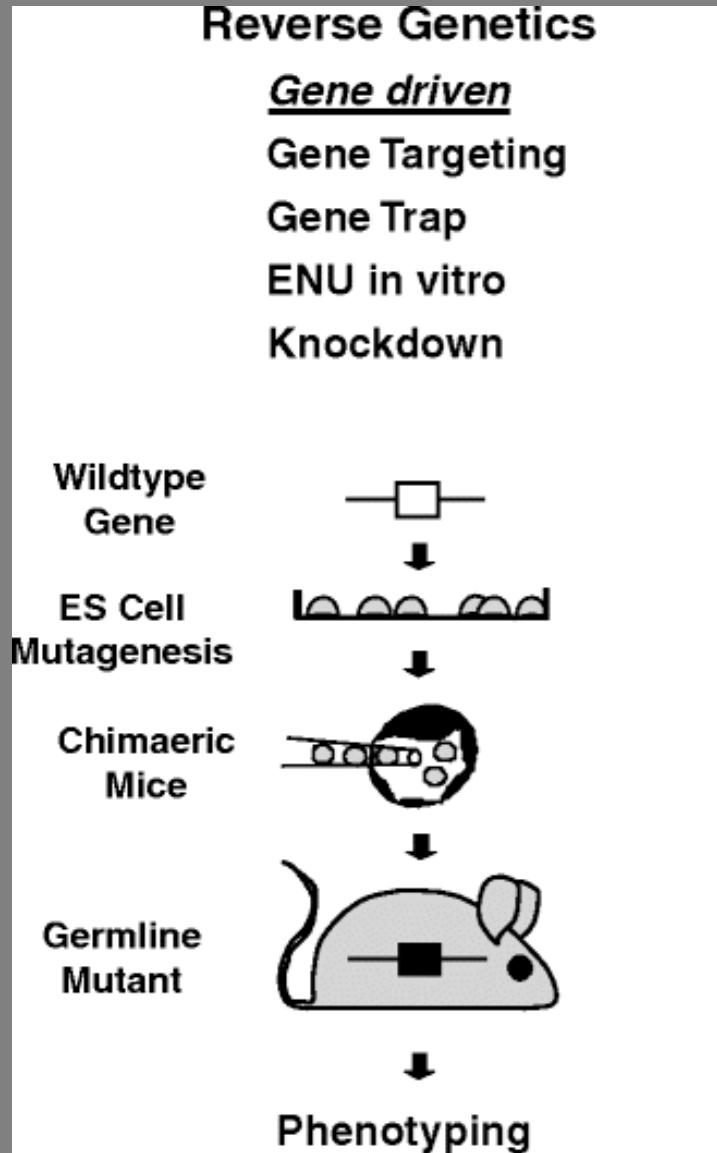 Reverse Genetics
Gene driven
Gene Targeting
Gene Trap
ENU in vitro
Knockdown
Wildtype
Gene
ES Cell
Mutagenesis
Chimaeric
Mice
Germline
Mutant
Phenotyping